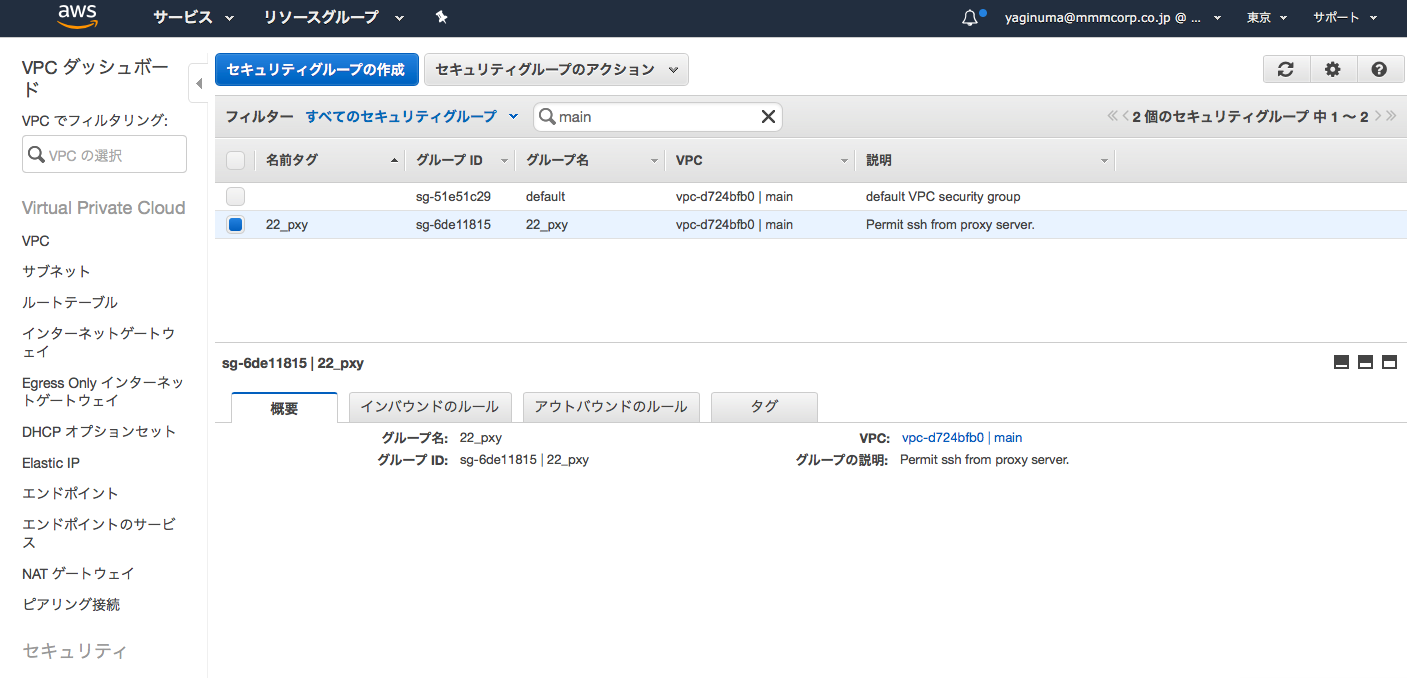 aws サービス リソースグループ yaginuma@mmmcorp.co.jp @ ... 東京 サポート
VPC ダッシュボー
ド
VPC でフィルタリング:
VPC の選択
Virtual Private Cloud
VPC
サブネット
ルートテーブル
インターネットゲートウ
ェイ
Egress Only インターネッ
トゲートウェイ
DHCP オプションセット
Elastic IP
エンドポイント
エンドポイントのサービ
ス
NAT ゲートウェイ
ピアリング接続
セキュリティ
セキュリティグループの作成 セキュリティグループのアクション
フィルター すべてのセキュリティグループ main 2 個のセキュリティグループ 中 1 ～ 2
名前タグ グループ ID グループ名 VPC 説明
sg-51e51c29 default vpc-d724bfb0 | main default VPC security group
22_pxy sg-6de11815 22_pxy vpc-d724bfb0 | main Permit ssh from proxy server.
sg-6de11815 | 22_pxy
概要 インバウンドのルール アウトバウンドのルール タグ
グループ名: 22_pxy VPC: vpc-d724bfb0 | main
グループ ID: sg-6de11815 | 22_pxy グループの説明: Permit ssh from proxy server.